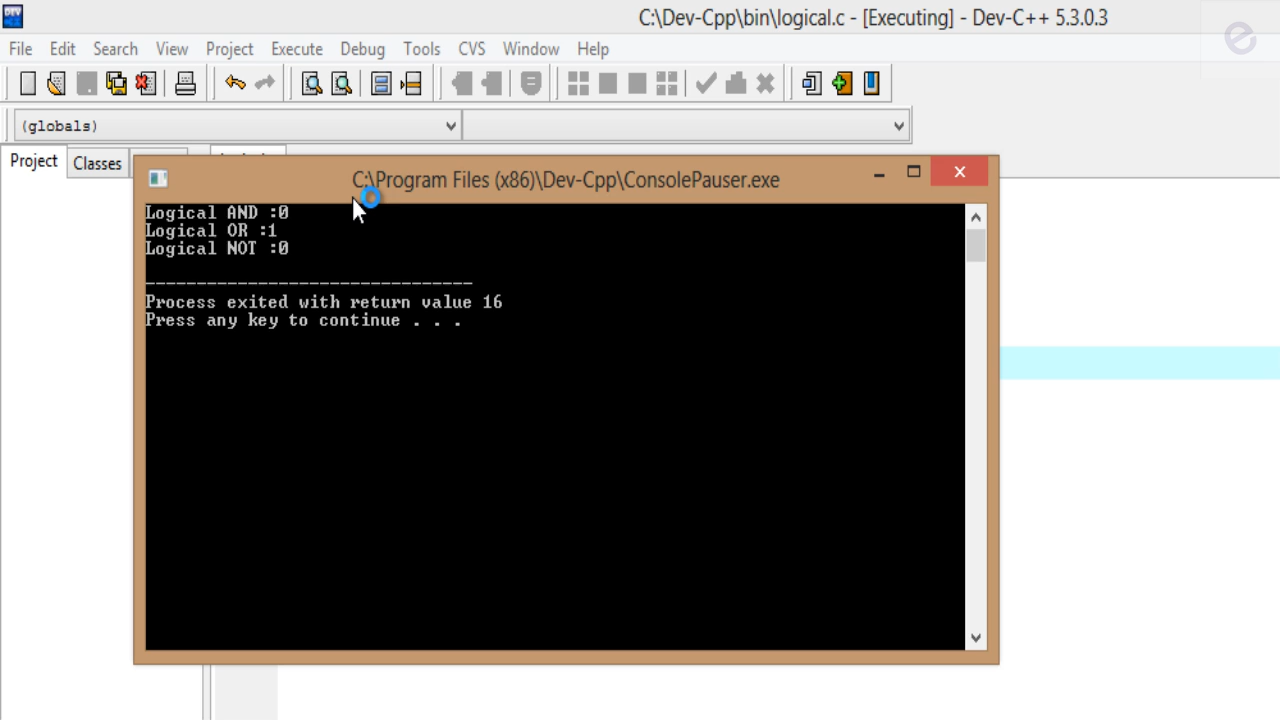 DEV
C:\Dev-Cpp\bin\logical.c - [Executing] - Dev-C++ 5.3.0.3
File Edit Search View Project Execute Debug Tools CVS Window Help
e
(globals)
Project Classes
C:\Program Files (x86)\Dev-Cpp\ConsolePauser.exe
Logical AND :0
Logical OR :1
Logical NOT :0
--------------------------------
Process exited with return value 16
Press any key to continue . . .